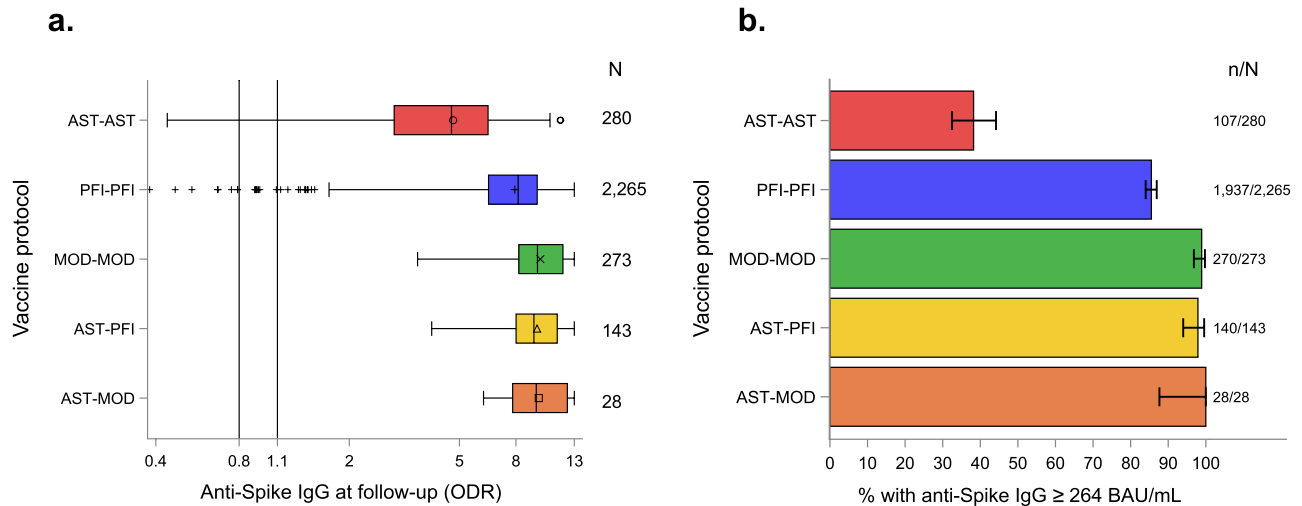 a.
N
AST-AST
280
PFI-PFI
2,265
MOD-MOD
273
AST-PFI
143
AST-MOD
28
Vaccine protocol
0.4 0.8 1.1 2 5 8 13
Anti-Spike IgG at follow-up (ODR)
b.
n/N
AST-AST
107/280
PFI-PFI
1,937/2,265
MOD-MOD
270/273
AST-PFI
140/143
AST-MOD
28/28
Vaccine protocol
0 10 20 30 40 50 60 70 80 90 100
% with anti-Spike IgG ≥ 264 BAU/mL